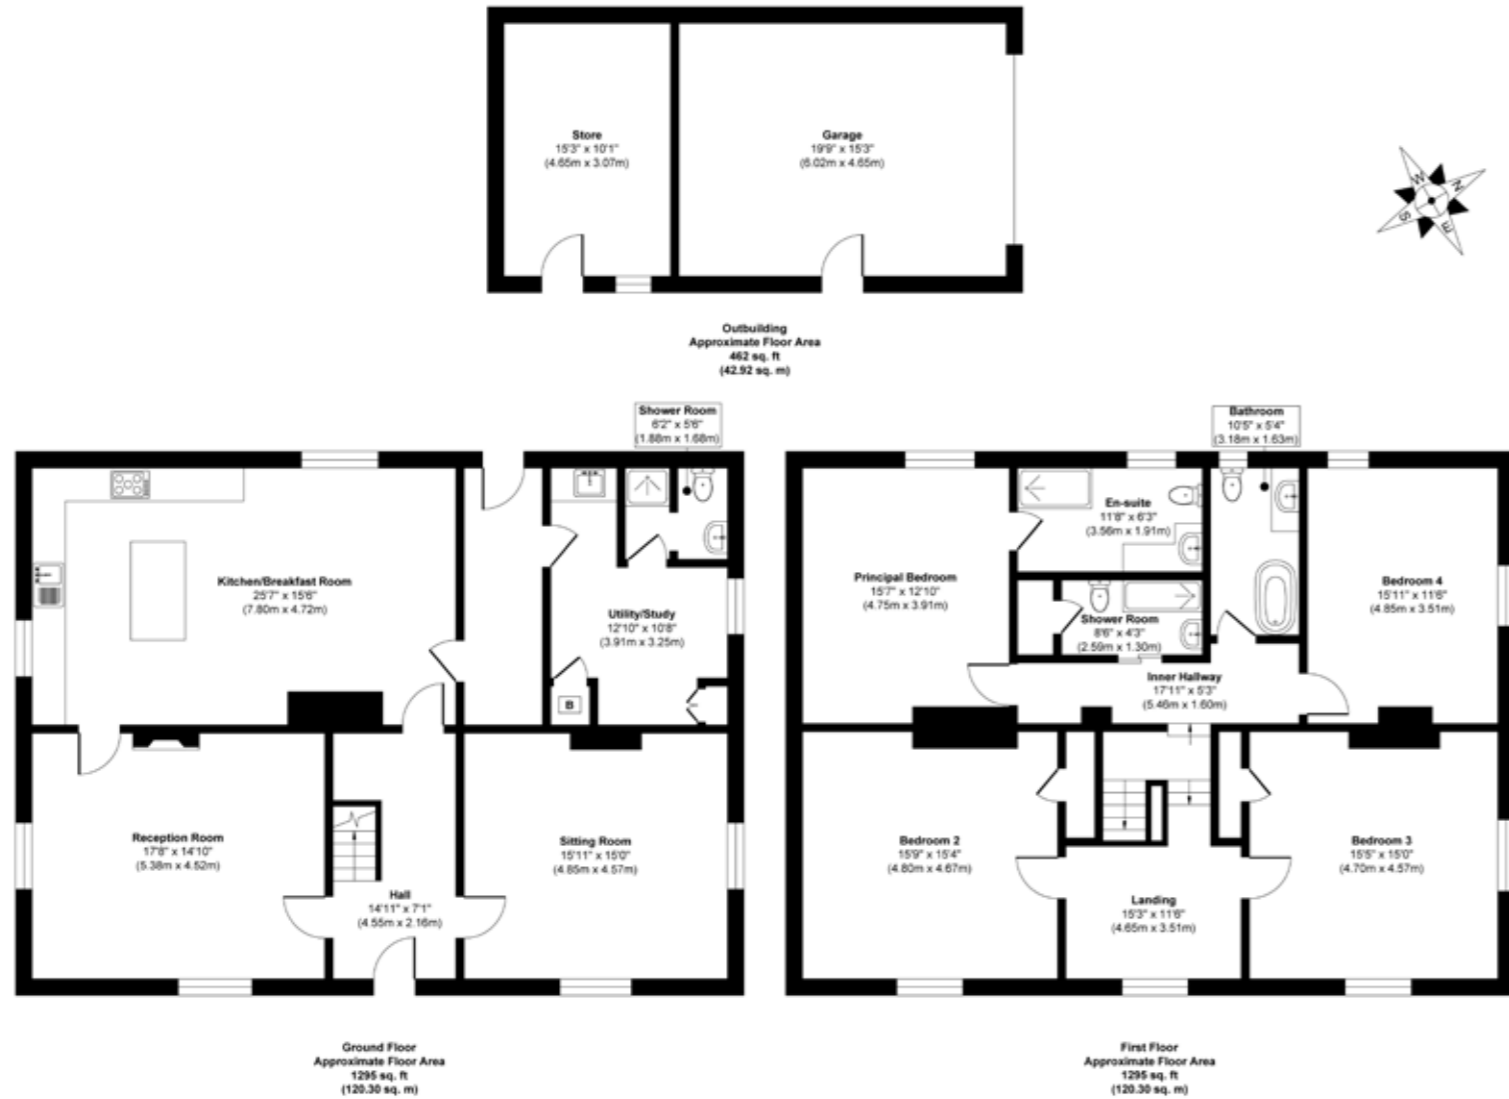 Store
15'3" x 10'1"
(4.65m x 3.07m)
Garage
19'9" x 15'3"
(6.02m x 4.65m)
W
N
S
E
Outbuilding
Approximate Floor Area
462 sq. ft
(42.92 sq. m)
Shower Room
6'2" x 5'6"
(1.88m x 1.68m)
Kitchen/Breakfast Room
25'7" x 15'6"
(7.80m x 4.72m)
Utility/Study
12'10" x 10'8"
(3.91m x 3.25m)
B
Reception Room
17'8" x 14'10"
(5.38m x 4.52m)
Hall
14'11" x 7'1"
(4.55m x 2.16m)
Sitting Room
15'11" x 15'0"
(4.85m x 4.57m)
Ground Floor
Approximate Floor Area
1295 sq. ft
(120.30 sq. m)
Bathroom
10'5" x 5'4"
(3.18m x 1.63m)
En-suite
11'8" x 6'3"
(3.56m x 1.91m)
Principal Bedroom
15'7" x 12'10"
(4.75m x 3.91m)
Shower Room
8'6" x 4'3"
(2.59m x 1.30m)
Bedroom 4
15'11" x 11'6"
(4.85m x 3.51m)
Inner Hallway
17'11" x 5'3"
(5.46m x 1.60m)
Bedroom 2
15'9" x 15'4"
(4.80m x 4.67m)
Landing
15'3" x 11'6"
(4.65m x 3.51m)
Bedroom 3
15'5" x 15'0"
(4.70m x 4.57m)
First Floor
Approximate Floor Area
1295 sq. ft
(120.30 sq. m)